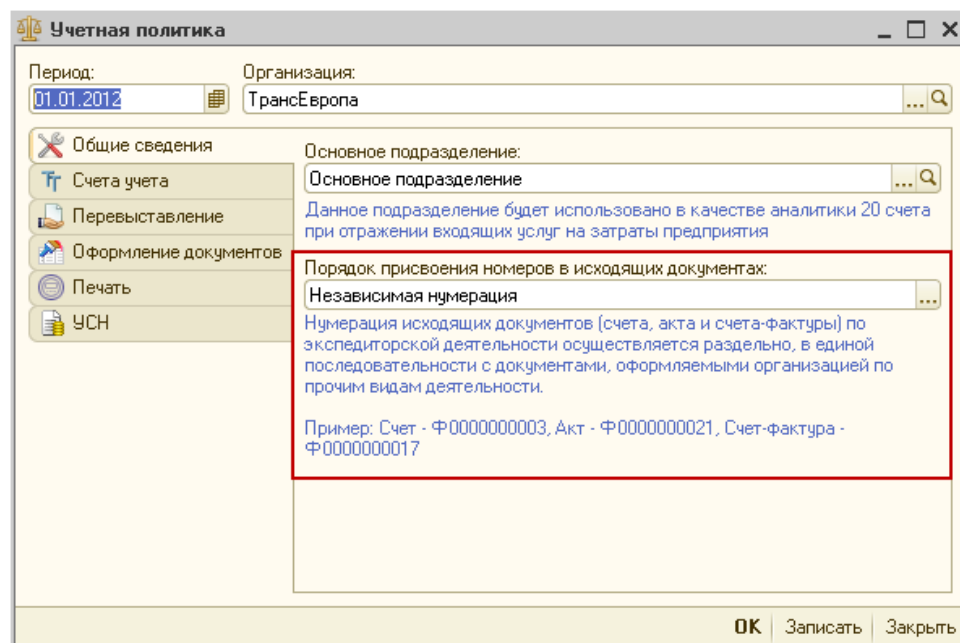 Учетная политика
Период:
Организация:
01.01.2012
ТрансЕвропа
Общие сведения
Счета учета
Перевыставление
Оформление документов
Печать
УСН
Основное подразделение:
Основное подразделение
Данное подразделение будет использовано в качестве аналитики 20 счета
при отражении входящих услуг на затраты предприятия
Порядок присвоения номеров в исходящих документах:
Независимая нумерация
Нумерация исходящих документов (счета, акта и счета-фактуры) по
экспедиторской деятельности осуществляется раздельно, в единой
последовательности с документами, оформляемыми организацией по
прочим видам деятельности.
Пример: Счет - Ф0000000003, Акт - Ф0000000021, Счет-фактура -
Ф0000000017
OK Записать Закрыть